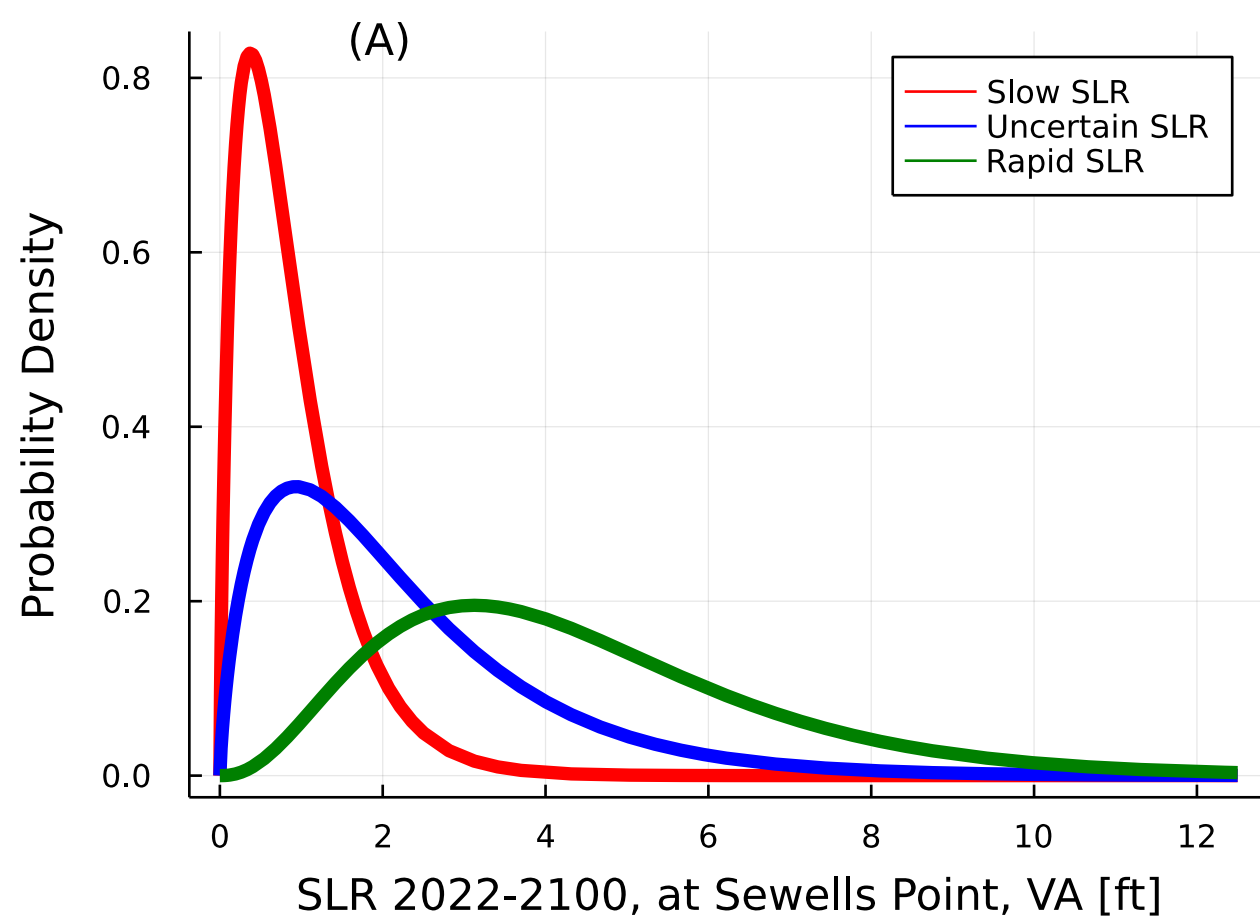 (A)
Slow SLR
Uncertain SLR
Rapid SLR
Probability Density
0.8
0.6
0.4
0.2
0.0
0 2 4 6 8 10 12
SLR 2022-2100, at Sewells Point, VA [ft]